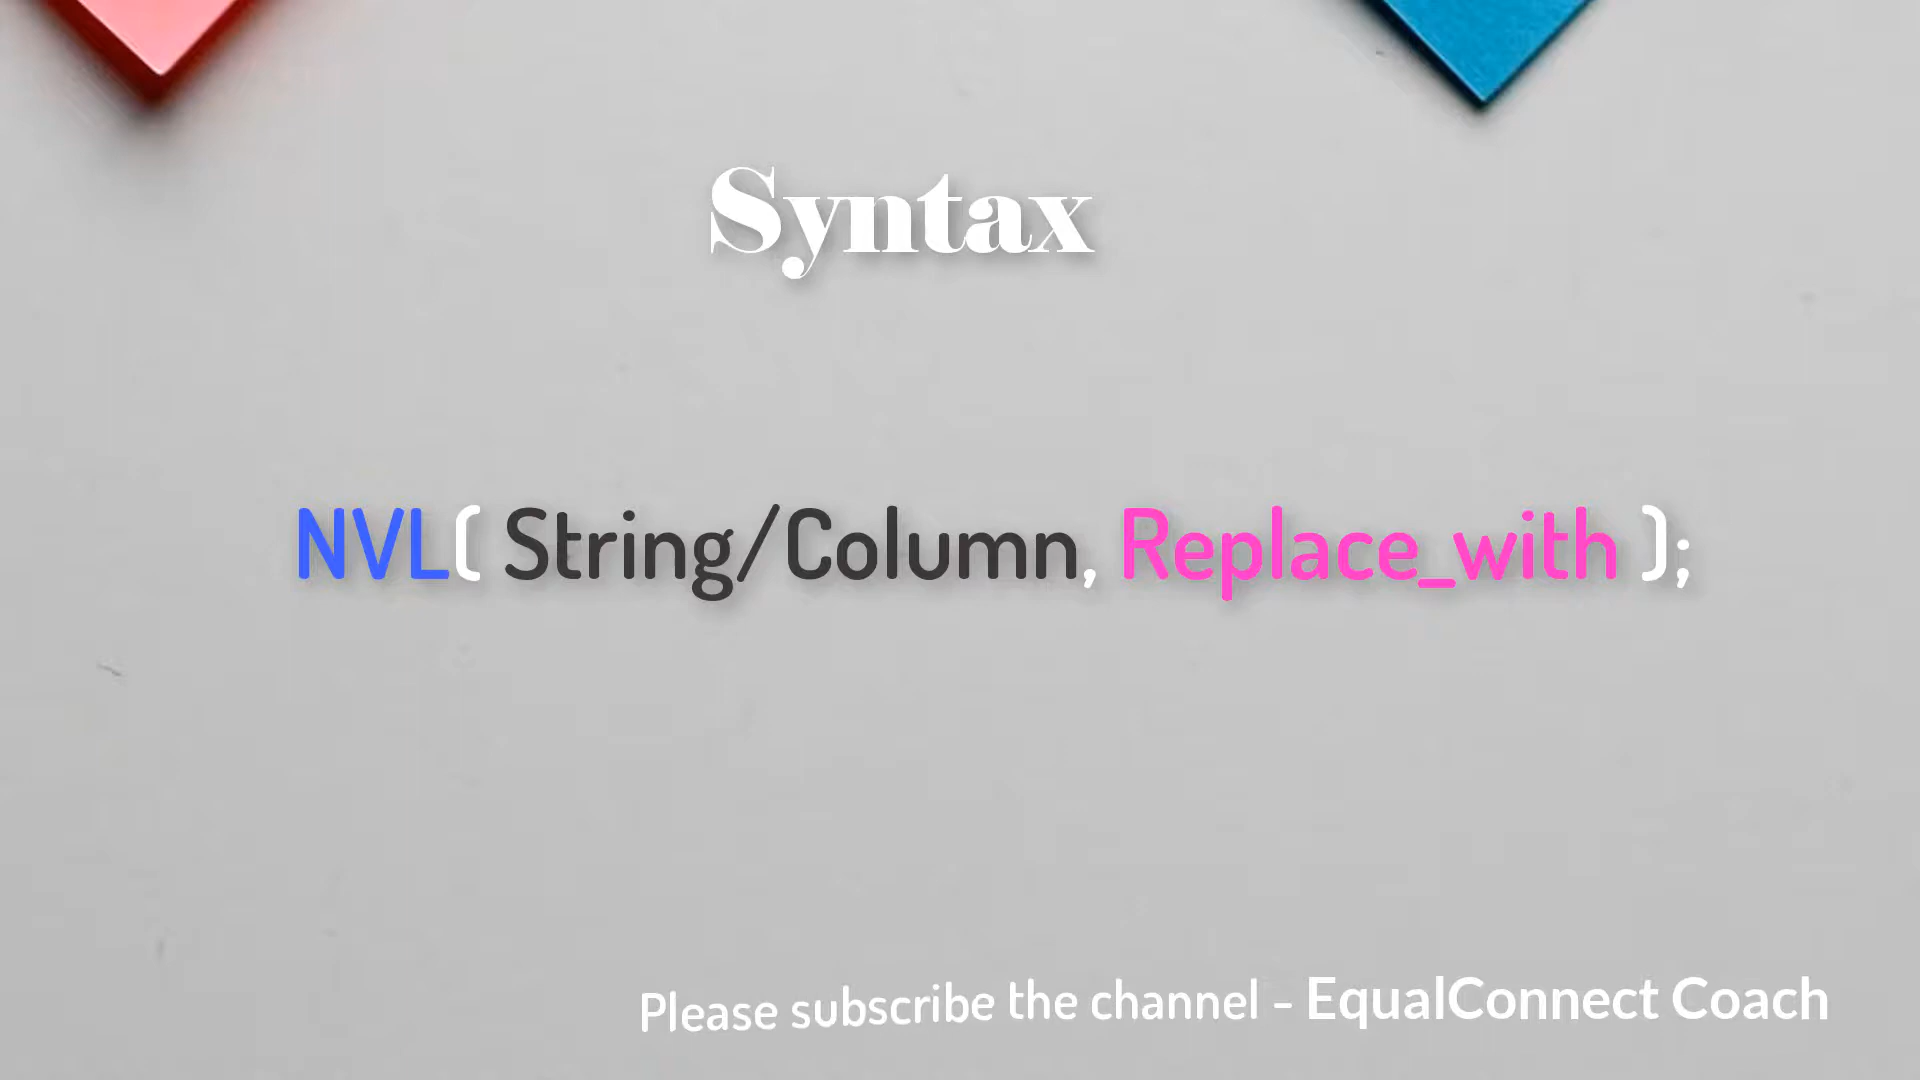 Syntax
NVL( String/Column, Replace_with );
Please subscribe the channel - EqualConnect Coach